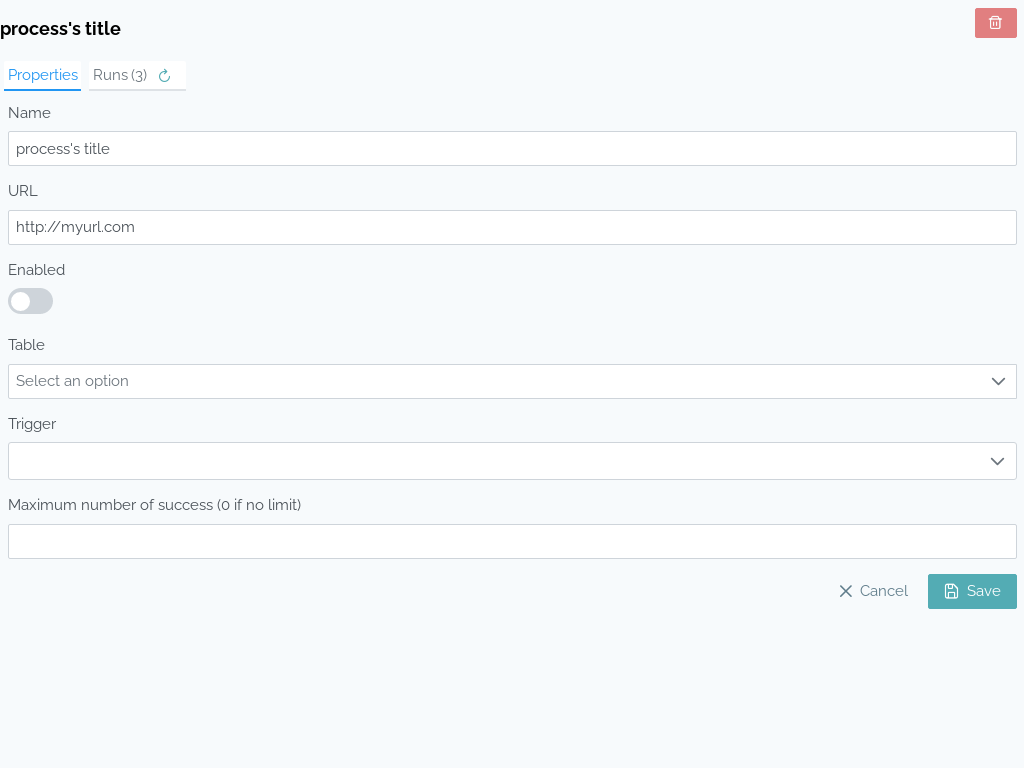 process's title
Properties Runs (3)
Name
process's title
URL
http://myurl.com
Enabled
Table
Select an option
Trigger
Maximum number of success (0 if no limit)
Cancel Save